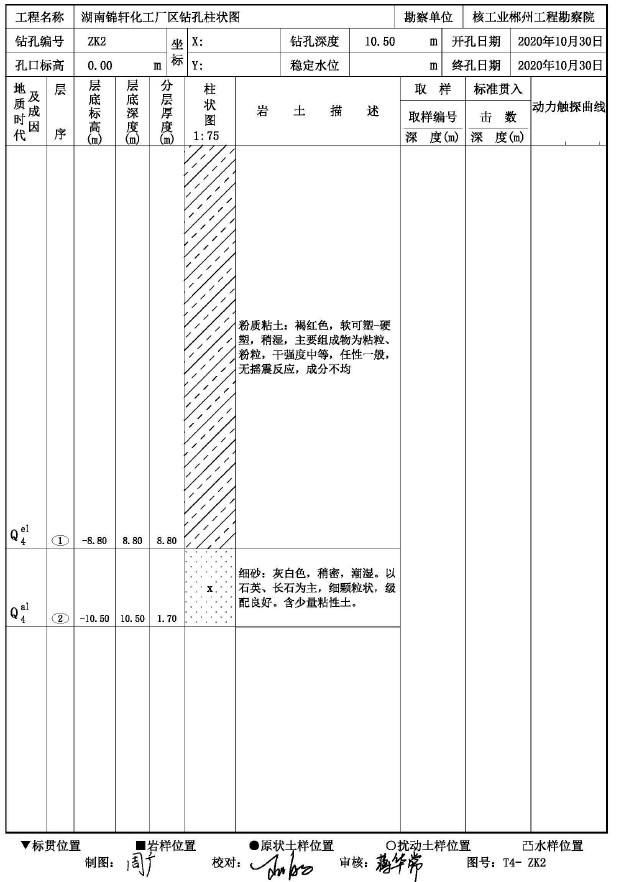 工程名称 湖南锦轩化工厂区钻孔柱状图 勘察单位 核工业郴州工程勘察院
钻孔编号 ZK2 坐标 X: 钻孔深度 10.50 m 开孔日期 2020年10月30日
孔口标高 0.00 m Y: 稳定水位 m 终孔日期 2020年10月30日
地质时代及成因 层序 层底标高(m) 层底深度(m) 分层厚度(m) 柱状图 1:75 岩土描述 取样 标准贯入 动力触探曲线
取样编号 击数
深度(m) 深度(m)
粉质粘土：褐红色，软可塑-硬
塑，稍湿，主要组成物为粘粒、
粉粒，干强度中等，任性一般，
无摇震反应，成分不均
Q4el ① -8.80 8.80 8.80
细砂：灰白色，稍密，潮湿。以
石英、长石为主，细颗粒状，级
配良好。含少量粘性土。
x
Q4al ② -10.50 10.50 1.70
▼标贯位置 ■岩样位置 ●原状土样位置 ○扰动土样位置 凸水样位置
制图： 校对： 审核： 蒋华常 图号：T4- ZK2